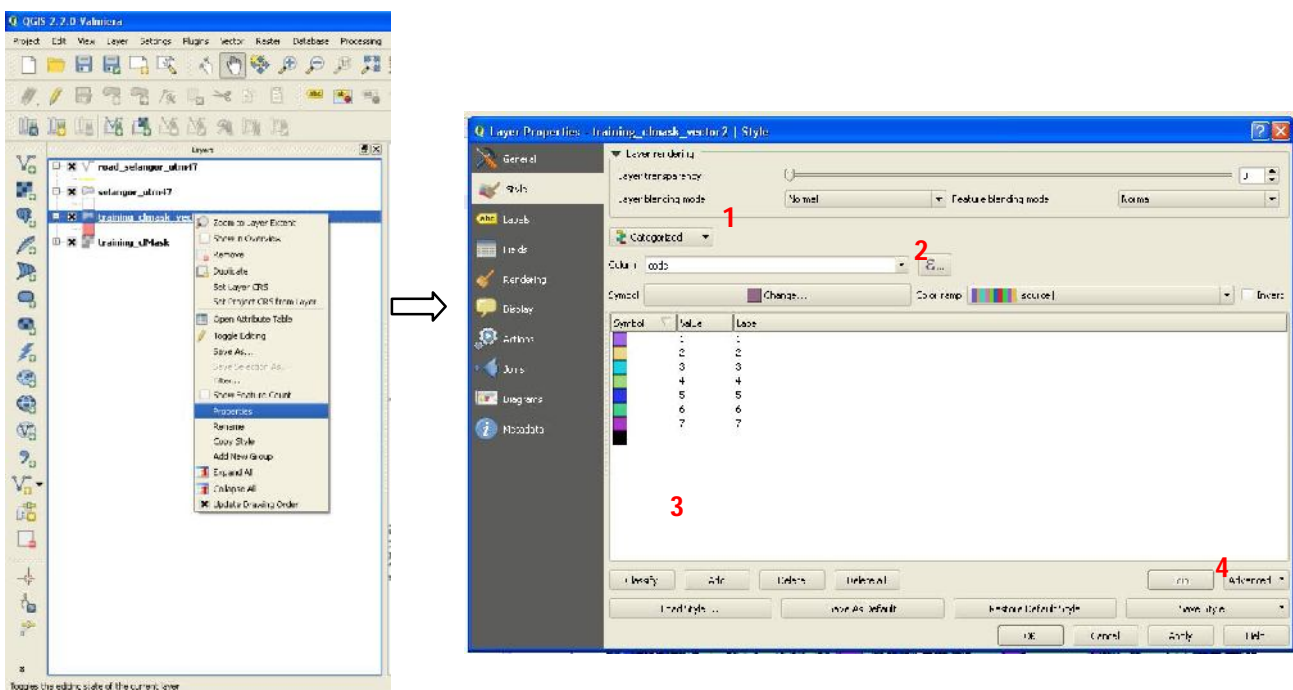 QGIS 2.2.0 Valmiera
Project Edit View Layer Settings Plugins Vector Raster Database Processing
Layers
road_selangor_utm47
selangor_utm47
training_clmask_vec
training_clMask
Zoom to Layer Extent
Show in Overview
Remove
Duplicate
Set Layer CRS
Set Project CRS from Layer
Open Attribute Table
Toggle Editing
Save As...
Save Selection As...
Filter...
Show Feature Count
Properties
Rename
Copy Style
Add New Group
Expand All
Collapse All
Update Drawing Order
Toggles the editing state of the current layer
Layer Properties - training_clmask_vector2 | Style
General
Style
Labels
Fields
Rendering
Display
Actions
Joins
Diagrams
Metadata
Layer rendering
Layer transparency
Layer blending mode Normal Feature blending mode Normal
1
Categorized
2
Column code
Symbol Change... Color ramp [source] Invert
Symbol Value Label
1 1
2 2
3 3
4 4
5 5
6 6
7 7
3
4
Classify Add Delete Delete all Join Advanced
Load Style ... Save As Default Restore Default Style Save Style
OK Cancel Apply Help